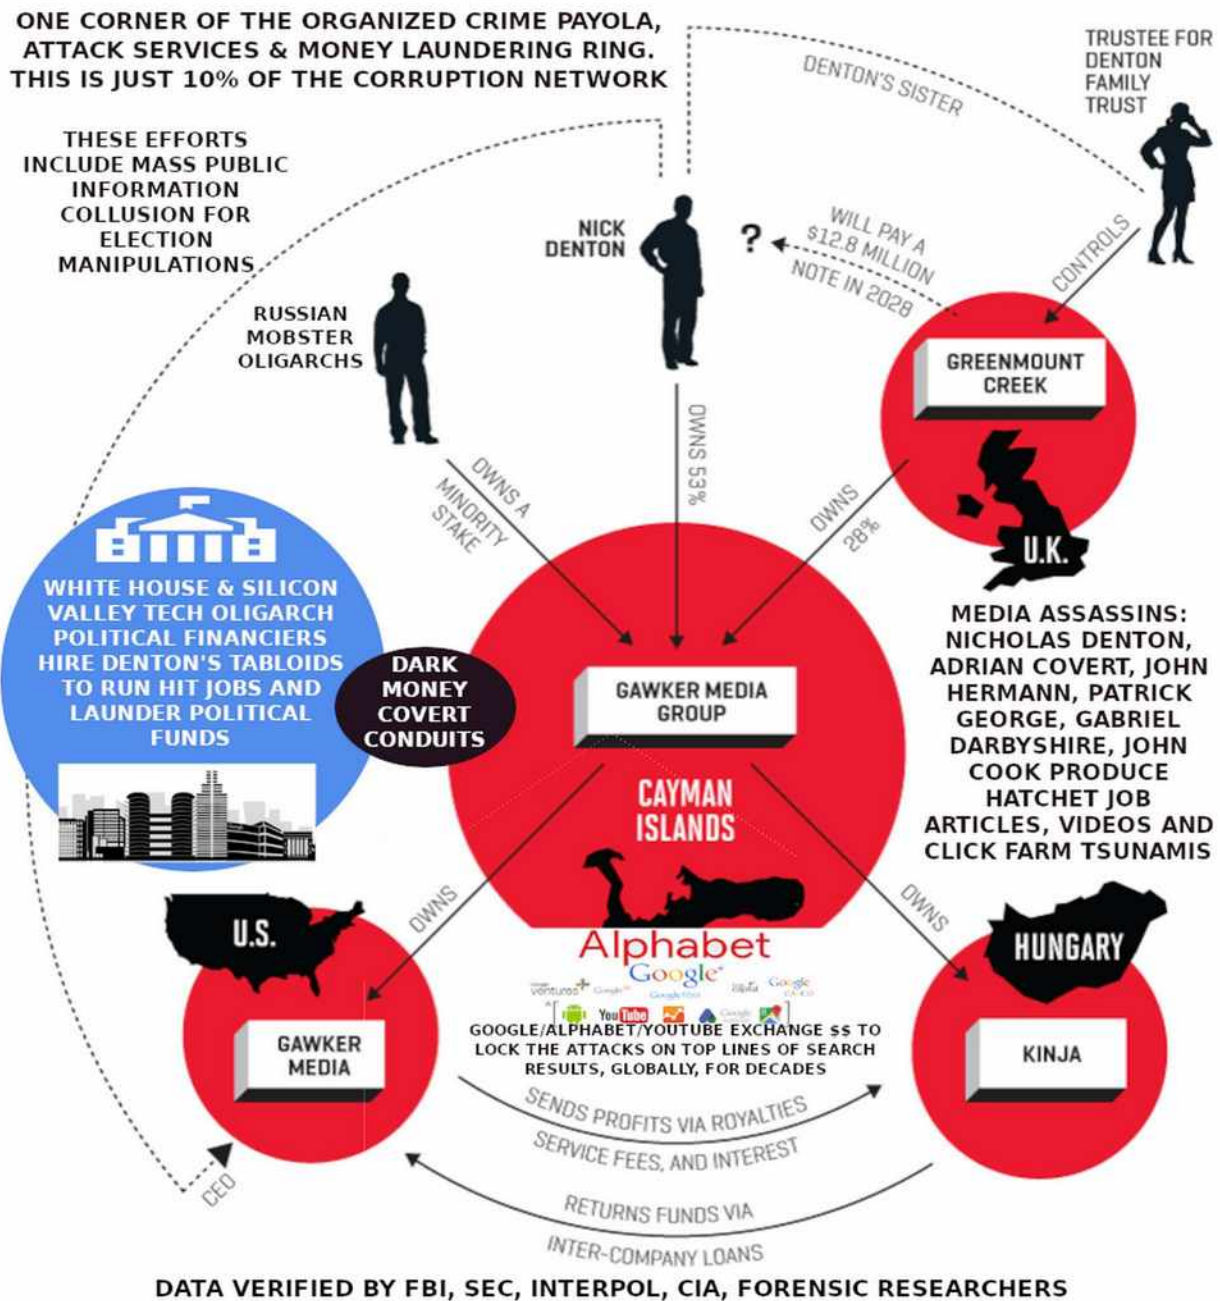 ONE CORNER OF THE ORGANIZED CRIME PAYOLA,
ATTACK SERVICES & MONEY LAUNDERING RING.
THIS IS JUST 10% OF THE CORRUPTION NETWORK
TRUSTEE FOR
DENTON
FAMILY
TRUST
DENTON'S SISTER
THESE EFFORTS
INCLUDE MASS PUBLIC
INFORMATION
COLLUSION FOR
ELECTION
MANIPULATIONS
NICK
DENTON
?
WILL PAY A
$12.8 MILLION
NOTE IN 2028
CONTROLS
RUSSIAN
MOBSTER
OLIGARCHS
GREENMOUNT
CREEK
U.K.
OWNS A
MINORITY
STAKE
OWNS 53%
OWNS
28%
WHITE HOUSE & SILICON
VALLEY TECH OLIGARCH
POLITICAL FINANCIERS
HIRE DENTON'S TABLOIDS
TO RUN HIT JOBS AND
LAUNDER POLITICAL
FUNDS
DARK
MONEY
COVERT
CONDUITS
GAWKER MEDIA
GROUP
CAYMAN
ISLANDS
MEDIA ASSASSINS:
NICHOLAS DENTON,
ADRIAN COVERT, JOHN
HERMANN, PATRICK
GEORGE, GABRIEL
DARBYSHIRE, JOHN
COOK PRODUCE
HATCHET JOB
ARTICLES, VIDEOS AND
CLICK FARM TSUNAMIS
OWNS
OWNS
U.S.
HUNGARY
Alphabet
Google
ventures
Google
YouTube
GOOGLE/ALPHABET/YOUTUBE EXCHANGE $$ TO
LOCK THE ATTACKS ON TOP LINES OF SEARCH
RESULTS, GLOBALLY, FOR DECADES
GAWKER
MEDIA
KINJA
SENDS PROFITS VIA ROYALTIES
SERVICE FEES, AND INTEREST
CEO
RETURNS FUNDS VIA
INTER-COMPANY LOANS
DATA VERIFIED BY FBI, SEC, INTERPOL, CIA, FORENSIC RESEARCHERS